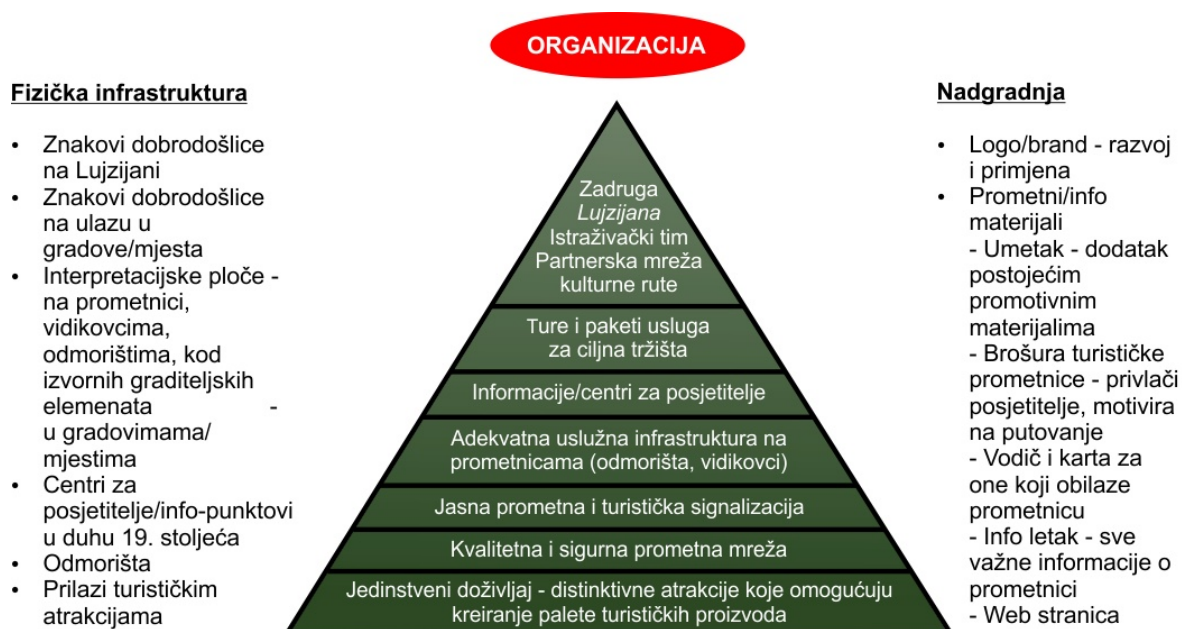 ORGANIZACIJA
Fizička infrastruktura
• Znakovi dobrodošlice
na Lujzijani
• Znakovi dobrodošlice
na ulazu u
gradove/mjesta
• Interpretacijske ploče -
na prometnici,
vidikovcima,
odmorištima, kod
izvornih graditeljskih
elemenata -
u gradovimama/
mjestima
• Centri za
posjetitelje/info-punktovi
u duhu 19. stoljeća
• Odmorišta
• Prilazi turističkim
atrakcijama
Zadruga
Lujzijana
Istraživački tim
Partnerska mreža
kulturne rute
Ture i paketi usluga
za ciljna tržišta
Informacije/centri za posjetitelje
Adekvatna uslužna infrastruktura na
prometnicama (odmorišta, vidikovci)
Jasna prometna i turistička signalizacija
Kvalitetna i sigurna prometna mreža
Jedinstveni doživljaj - distinktivne atrakcije koje omogućuju
kreiranje palete turističkih proizvoda
Nadgradnja
• Logo/brand - razvoj
i primjena
• Prometni/info
materijali
- Umetak - dodatak
postojećim
promotivnim
materijalima
- Brošura turističke
prometnice - privlači
posjetitelje, motivira
na putovanje
- Vodič i karta za
one koji obilaze
prometnicu
- Info letak - sve
važne informacije o
prometnici
- Web stranica